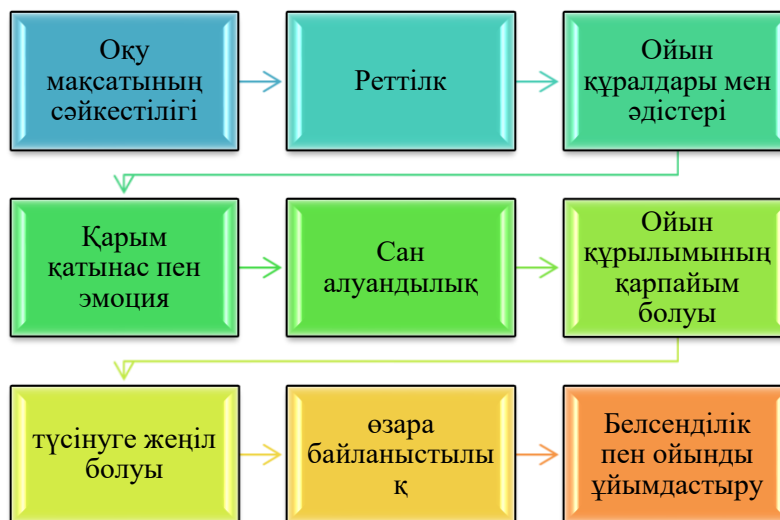 Оқу
мақсатының
сәйкестілігі
Реттілк
Ойын
құралдары мен
әдістері
Қарым
қатынас пен
эмоция
Сан
алуандылық
Ойын
құрылымының
қарпайым
болуы
түсінуге жеңіл
болуы
өзара
байланыстылы
қ
Белсенділік
пен ойынды
ұйымдастыру